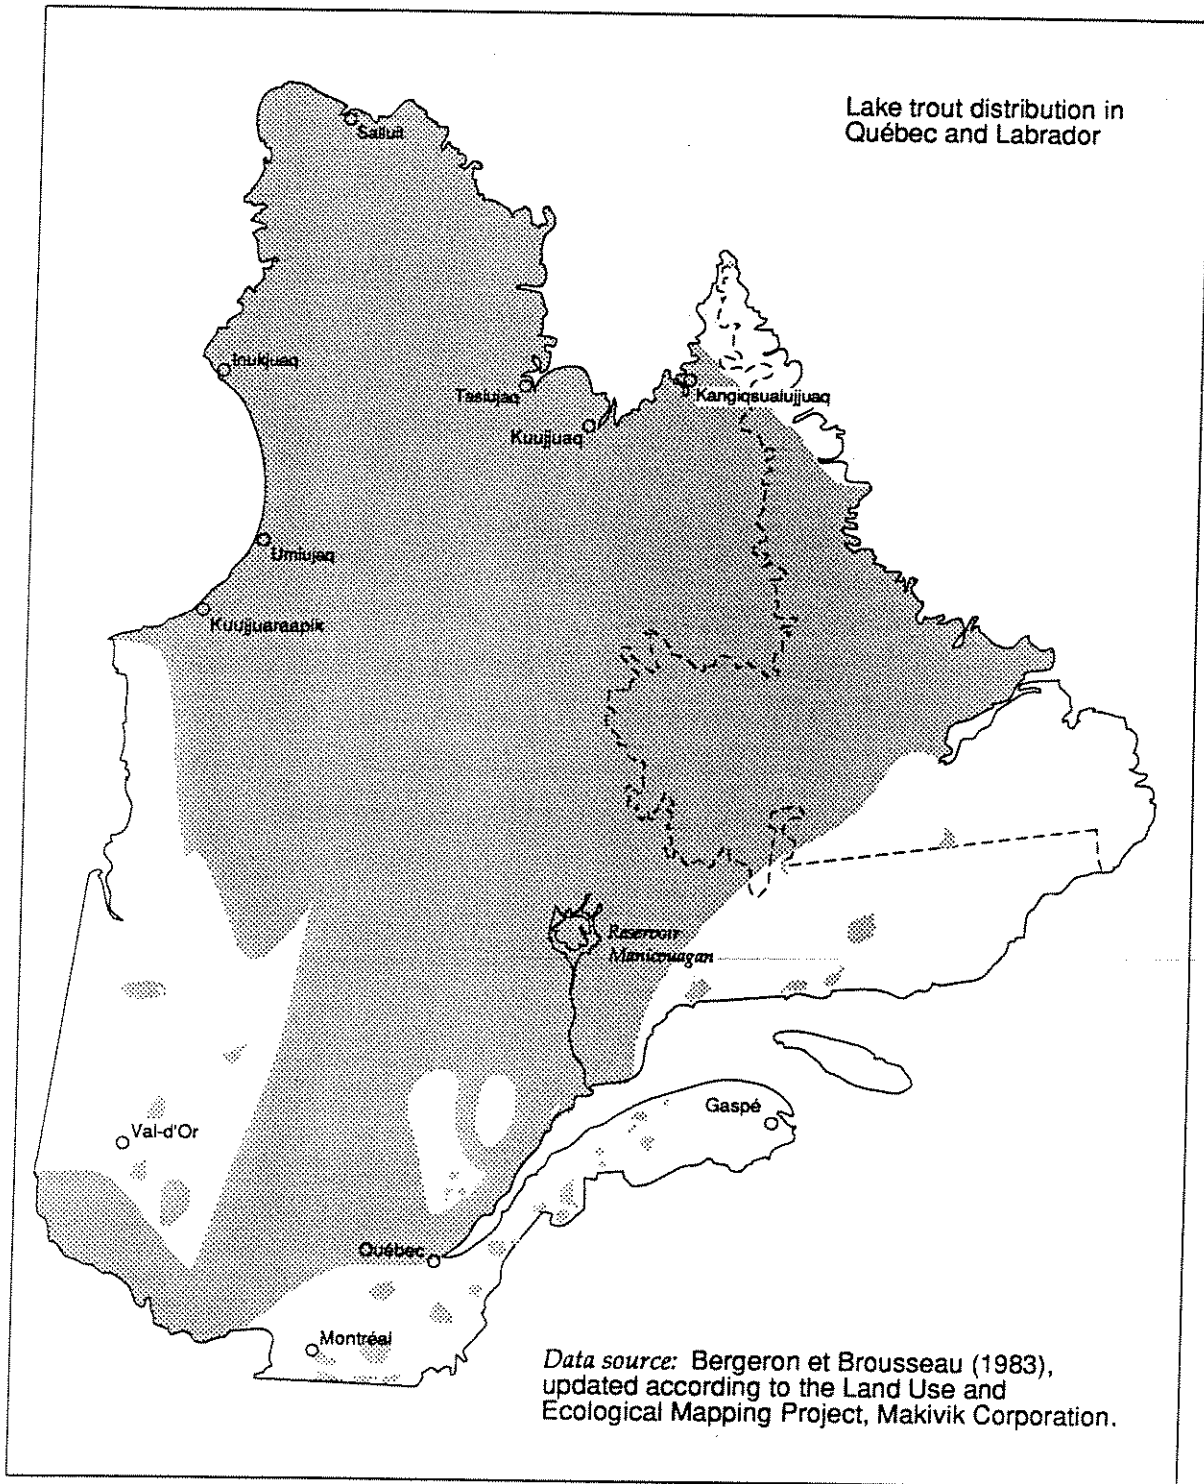 Lake trout distribution in
Québec and Labrador
Salluit
Inukjuaq
Tasiujaq
Kangiqsualujjuaq
Kuujjuaq
Umiujaq
Kuujjuaraapik
Reservoir
Manicouagan
Val-d'Or
Gaspé
Québec
Montréal
Data source: Bergeron et Brousseau (1983),
updated according to the Land Use and
Ecological Mapping Project, Makivik Corporation.